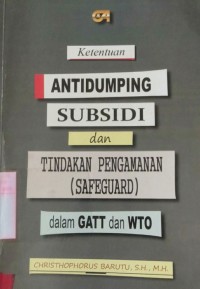 Ketentuan
ANTIDUMPING
SUBSIDI
dan
TINDAKAN PENGAMANAN
(SAFEGUARD)
dalam GATT dan WTO
CHRISTHOPHORUS BARUTU, S.H., M.H.